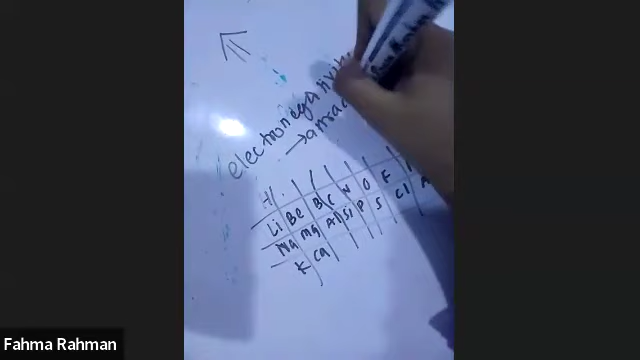 electronegativity
H
Li Be B C N O F
Na Mg Al Si P S Cl A
K Ca
Fahma Rahman